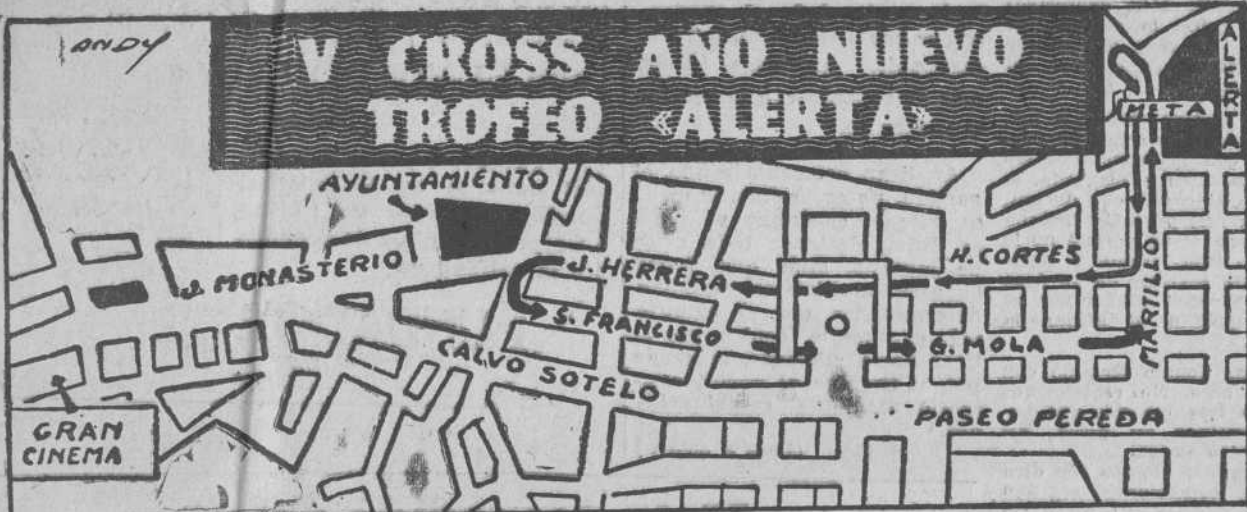 ANDY
V CROSS AÑO NUEVO
TROFEO «ALERTA»
ALERTA
META
AYUNTAMIENTO
J. MONASTERIO
J. HERRERA
H. CORTES
S. FRANCISCO
G. MOLA
MARTILLO
CALVO SOTELO
PASEO PEREDA
GRAN
CINEMA